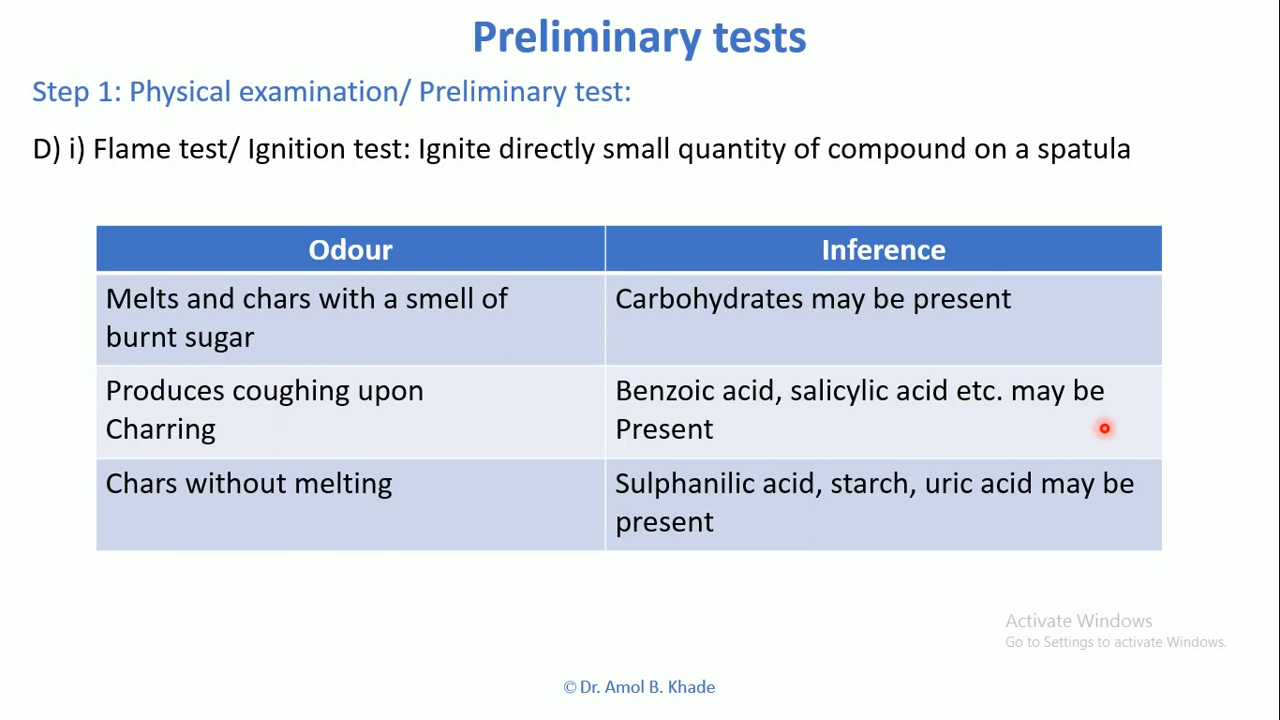 Preliminary tests
Step 1: Physical examination/ Preliminary test:
D) i) Flame test/ Ignition test: Ignite directly small quantity of compound on a spatula
Odour
Inference
Melts and chars with a smell of
burnt sugar
Carbohydrates may be present
Produces coughing upon
Charring
Benzoic acid, salicylic acid etc. may be
Present
Chars without melting
Sulphanilic acid, starch, uric acid may be
present
Activate Windows
Go to Settings to activate Windows.
© Dr. Amol B. Khade